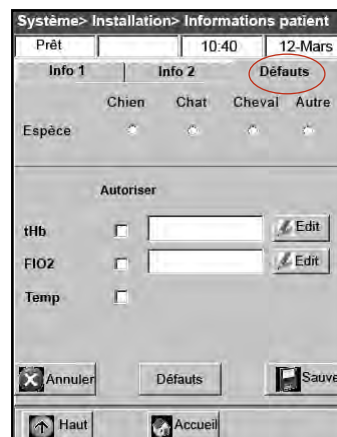 Système> Installation> Informations patient
Prêt 10:40 12-Mars
Info 1 Info 2 Défauts
Chien Chat Cheval Autre
Espèce
Autoriser
tHb Edit
FIO2 Edit
Temp
Annuler Défauts Sauve
Haut Accueil